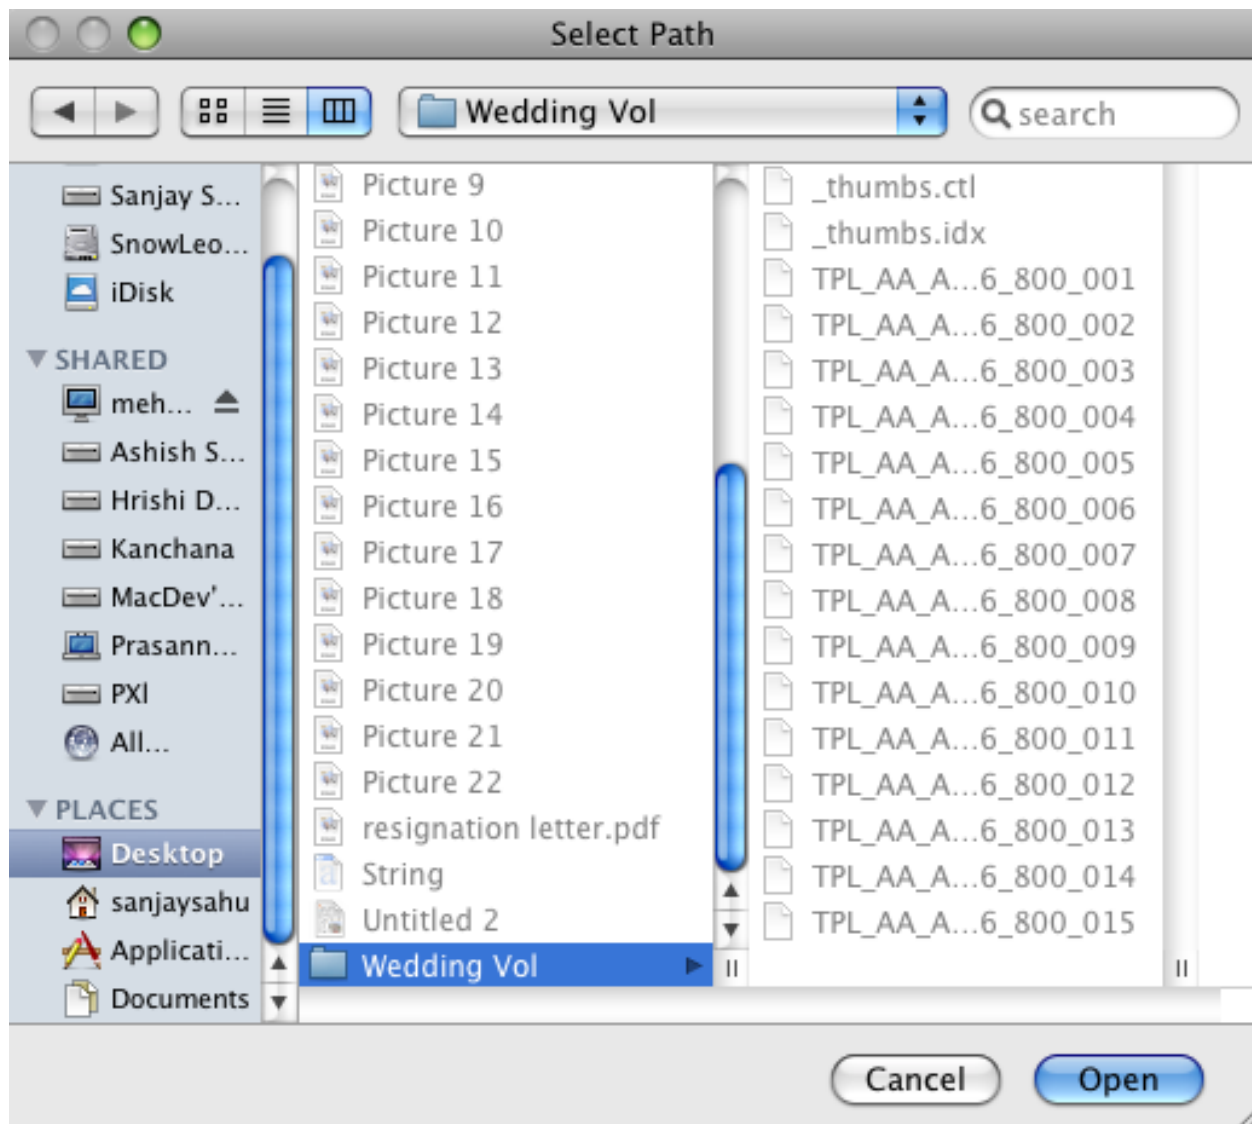 Select Path
Wedding Vol
search
Sanjay S...
SnowLeo...
iDisk
SHARED
meh...
Ashish S...
Hrishi D...
Kanchana
MacDev'...
Prasann...
PXI
All...
PLACES
Desktop
sanjaysahu
Applicati...
Documents
Picture 9
Picture 10
Picture 11
Picture 12
Picture 13
Picture 14
Picture 15
Picture 16
Picture 17
Picture 18
Picture 19
Picture 20
Picture 21
Picture 22
resignation letter.pdf
String
Untitled 2
Wedding Vol
_thumbs.ctl
_thumbs.idx
TPL_AA_A...6_800_001
TPL_AA_A...6_800_002
TPL_AA_A...6_800_003
TPL_AA_A...6_800_004
TPL_AA_A...6_800_005
TPL_AA_A...6_800_006
TPL_AA_A...6_800_007
TPL_AA_A...6_800_008
TPL_AA_A...6_800_009
TPL_AA_A...6_800_010
TPL_AA_A...6_800_011
TPL_AA_A...6_800_012
TPL_AA_A...6_800_013
TPL_AA_A...6_800_014
TPL_AA_A...6_800_015
Cancel
Open